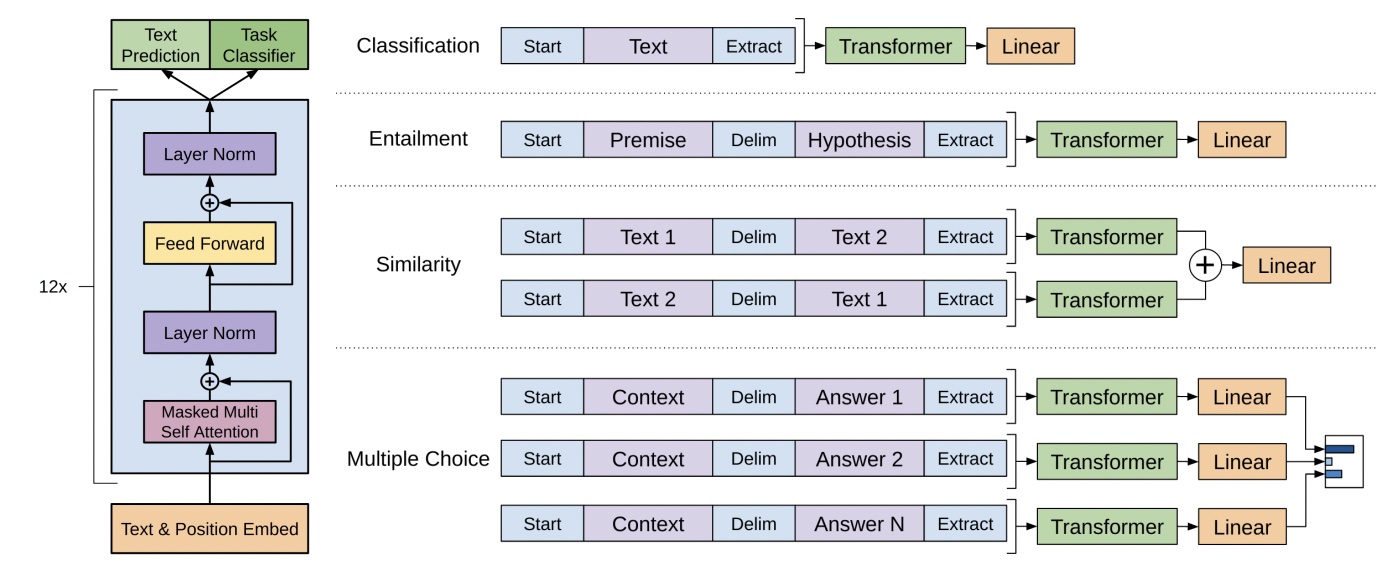 Text
Prediction
Task
Classifier
Layer Norm
+
Feed Forward
12x
Layer Norm
+
Masked Multi
Self Attention
Text & Position Embed
Classification
Start Text Extract Transformer Linear
Entailment
Start Premise Delim Hypothesis Extract Transformer Linear
Similarity
Start Text 1 Delim Text 2 Extract Transformer
+ Linear
Start Text 2 Delim Text 1 Extract Transformer
Multiple Choice
Start Context Delim Answer 1 Extract Transformer Linear
Start Context Delim Answer 2 Extract Transformer Linear
Start Context Delim Answer N Extract Transformer Linear